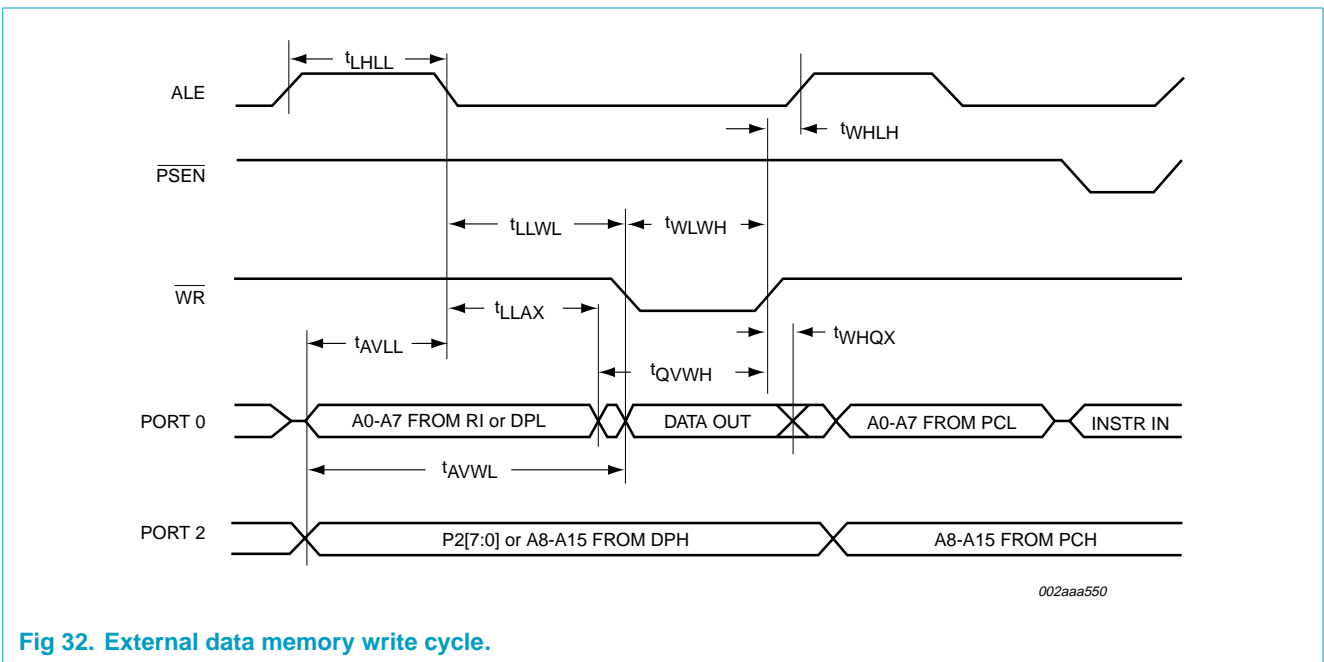 tLHLL
ALE
tWHLH
PSEN
tLLWL
tWLWH
WR
tLLAX
tWHQX
tAVLL
tQVWH
PORT 0
A0-A7 FROM RI or DPL
DATA OUT
A0-A7 FROM PCL
INSTR IN
tAVWL
PORT 2
P2[7:0] or A8-A15 FROM DPH
A8-A15 FROM PCH
002aaa550
Fig 32. External data memory write cycle.